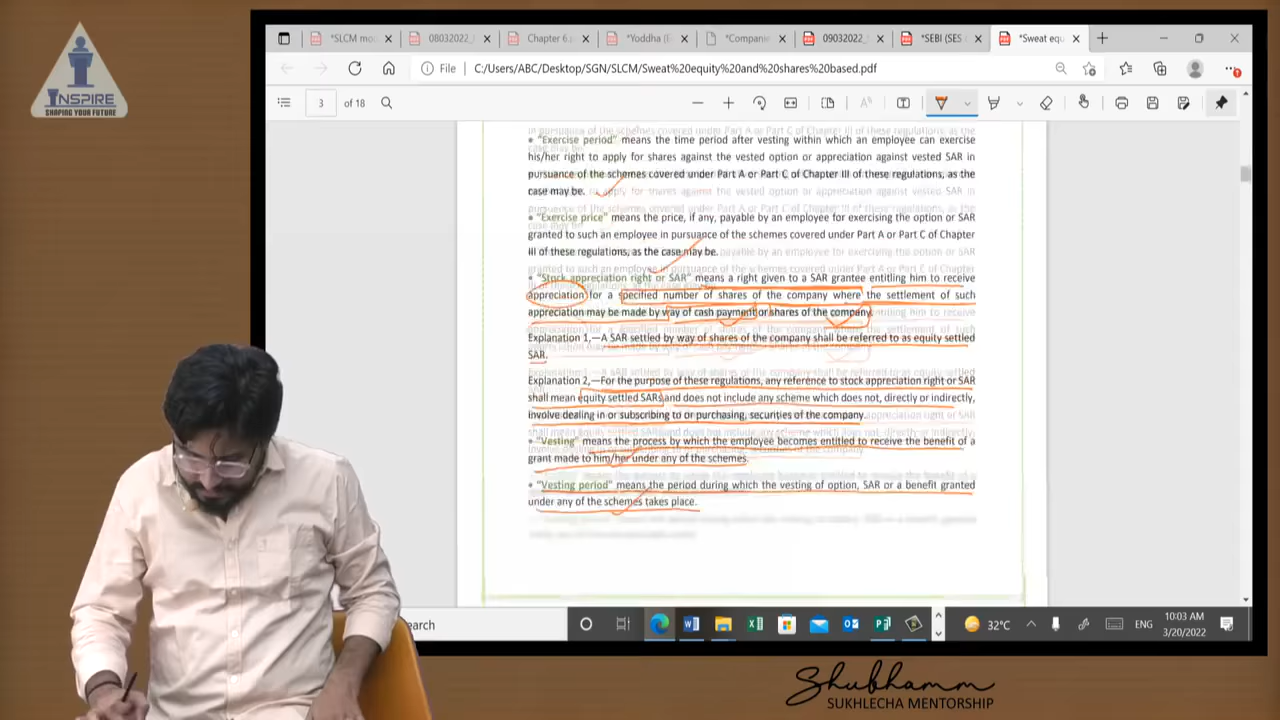 INSPIRE
SHAPING YOUR FUTURE
*SLCM mo
08032022_
Chapter 6.
*Yoddha (E
*Companie
09032022_
*SEBI (SES
*Sweat equ
File
C:/Users/ABC/Desktop/SGN/SLCM/Sweat%20equity%20and%20shares%20based.pdf
3 of 18
• "Exercise period" means the time period after vesting within which an employee can exercise
his/her right to apply for shares against the vested option or appreciation against vested SAR in
pursuance of the schemes covered under Part A or Part C of Chapter III of these regulations, as the
case may be.
• "Exercise price" means the price, if any, payable by an employee for exercising the option or SAR
granted to such an employee in pursuance of the schemes covered under Part A or Part C of Chapter
III of these regulations, as the case may be.
• "Stock appreciation right or SAR" means a right given to a SAR grantee entitling him to receive
appreciation for a specified number of shares of the company where the settlement of such
appreciation may be made by way of cash payment or shares of the company.
Explanation 1,—A SAR settled by way of shares of the company shall be referred to as equity settled
SAR.
Explanation 2,—For the purpose of these regulations, any reference to stock appreciation right or SAR
shall mean equity settled SARs and does not include any scheme which does not, directly or indirectly,
involve dealing in or subscribing to or purchasing, securities of the company.
• "Vesting" means the process by which the employee becomes entitled to receive the benefit of a
grant made to him/her under any of the schemes.
• "Vesting period" means the period during which the vesting of option, SAR or a benefit granted
under any of the schemes takes place.
earch
32°C
ENG
10:03 AM
3/20/2022
Shubhamm
SUKHLECHA MENTORSHIP